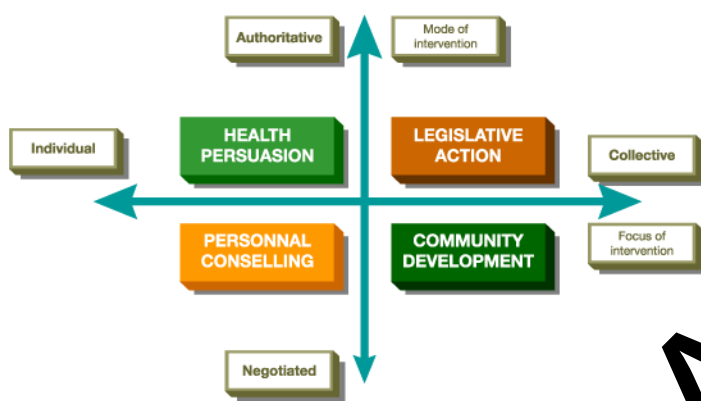 Authoritative
Mode of
intervention
Individual
HEALTH
PERSUASION
LEGISLATIVE
ACTION
Collective
PERSONNAL
CONSELLING
COMMUNITY
DEVELOPMENT
Focus of
intervention
Negotiated